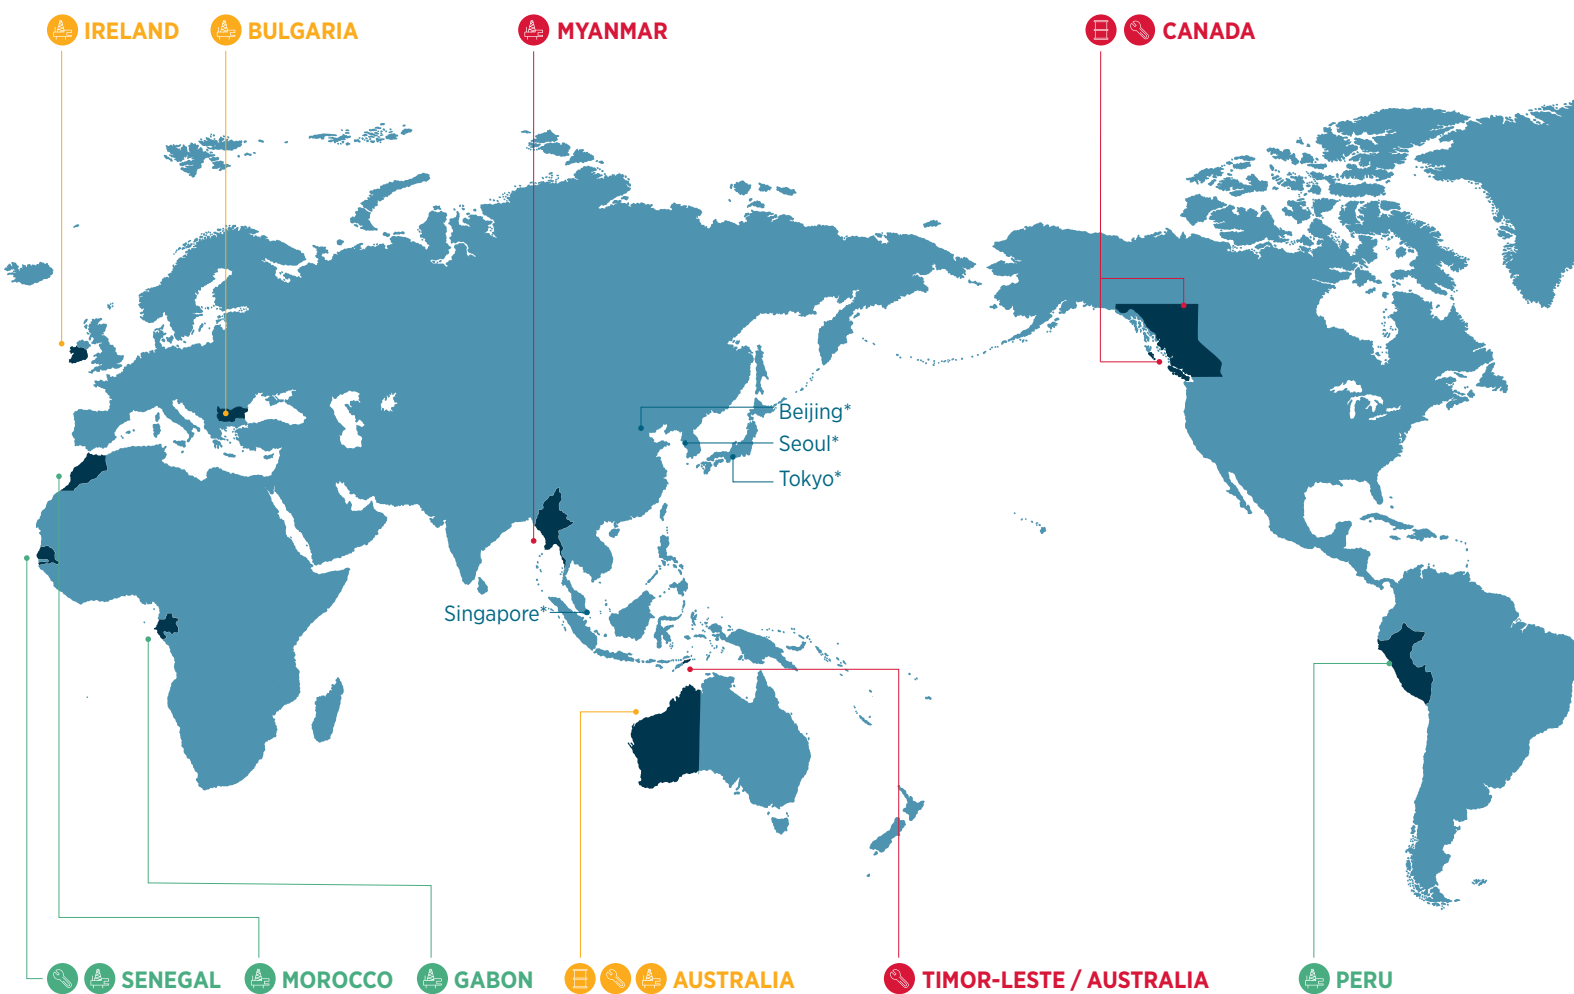 IRELAND
BULGARIA
MYANMAR
CANADA
Beijing*
Seoul*
Tokyo*
Singapore*
SENEGAL
MOROCCO
GABON
AUSTRALIA
TIMOR-LESTE / AUSTRALIA
PERU